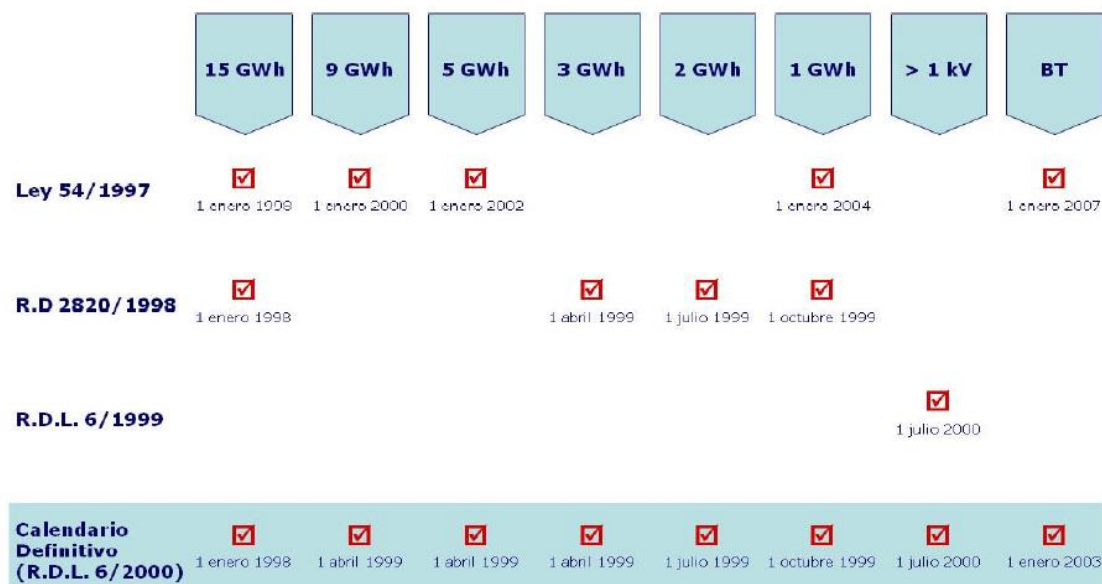 15 GWh 9 GWh 5 GWh 3 GWh 2 GWh 1 GWh > 1 kV BT
Ley 54/1997
1 enero 1998 1 enero 2000 1 enero 2002 1 enero 2004 1 enero 2007
R.D 2820/1998
1 enero 1998 1 abril 1999 1 julio 1999 1 octubre 1999
R.D.L. 6/1999
1 julio 2000
Calendario
Definitivo
(R.D.L. 6/2000)
1 enero 1998 1 abril 1999 1 abril 1999 1 abril 1999 1 julio 1999 1 octubre 1999 1 julio 2000 1 enero 2003